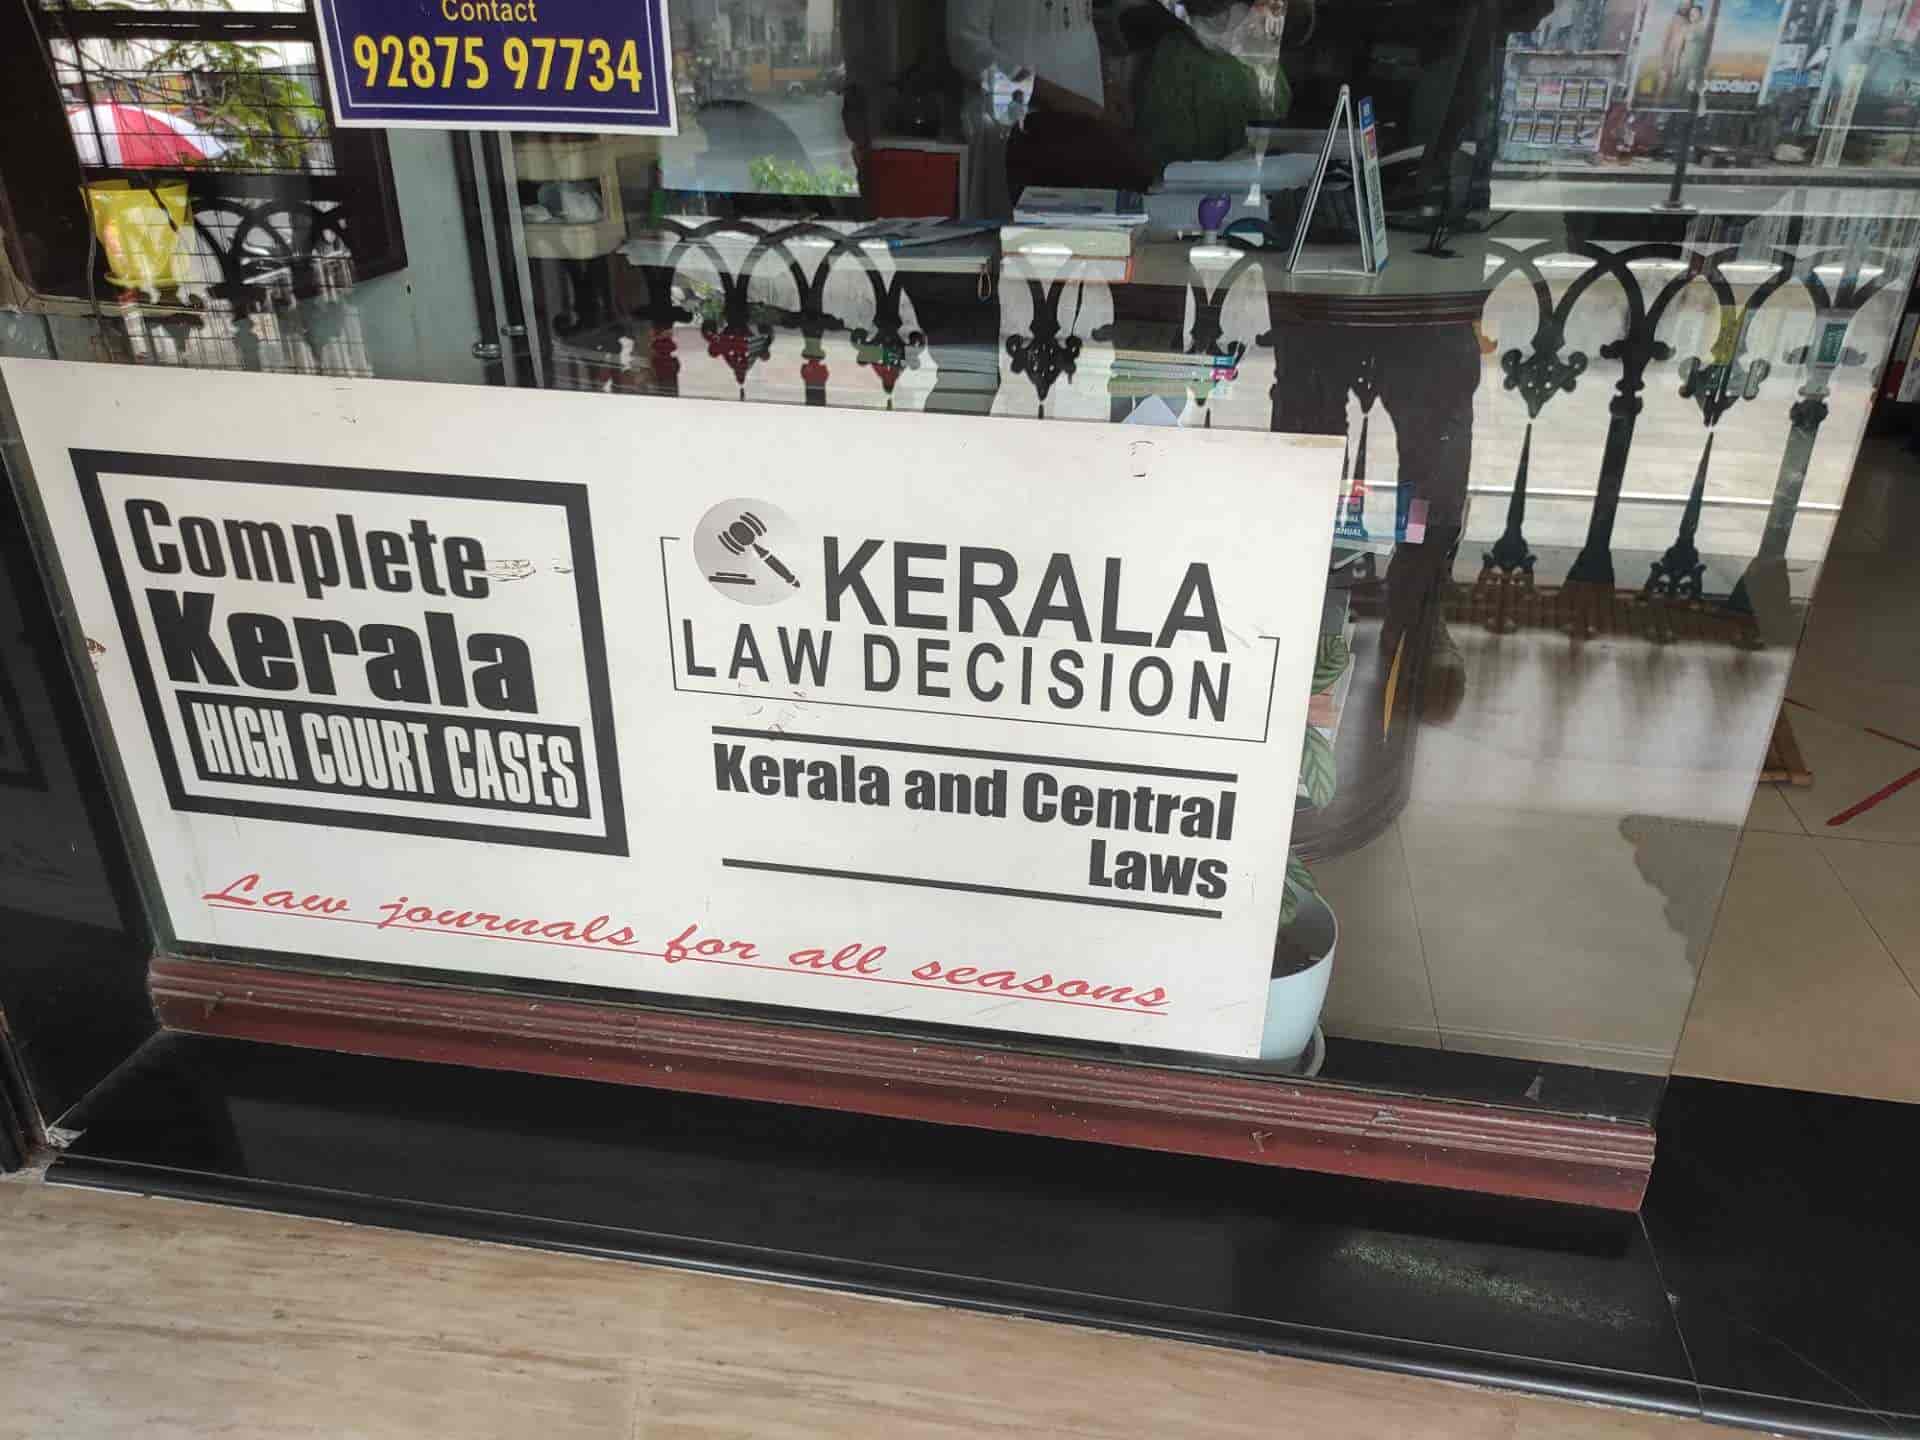 Contact
92875 97734
Complete
Kerala
HIGH COURT CASES
KERALA
LAW DECISION
Kerala and Central
Laws
Law journals for all seasons